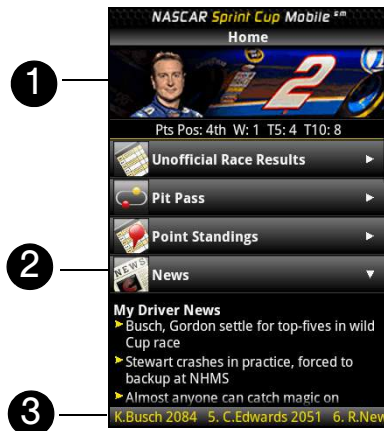 NASCAR Sprint Cup Mobile SM
Home
1
2
Pts Pos: 4th W: 1 T5: 4 T10: 8
Unofficial Race Results
Pit Pass
Point Standings
2
NEWS
News
My Driver News
Busch, Gordon settle for top-fives in wild
Cup race
Stewart crashes in practice, forced to
backup at NHMS
Almost anyone can catch magic on
3
K.Busch 2084 5. C.Edwards 2051 6. R.New